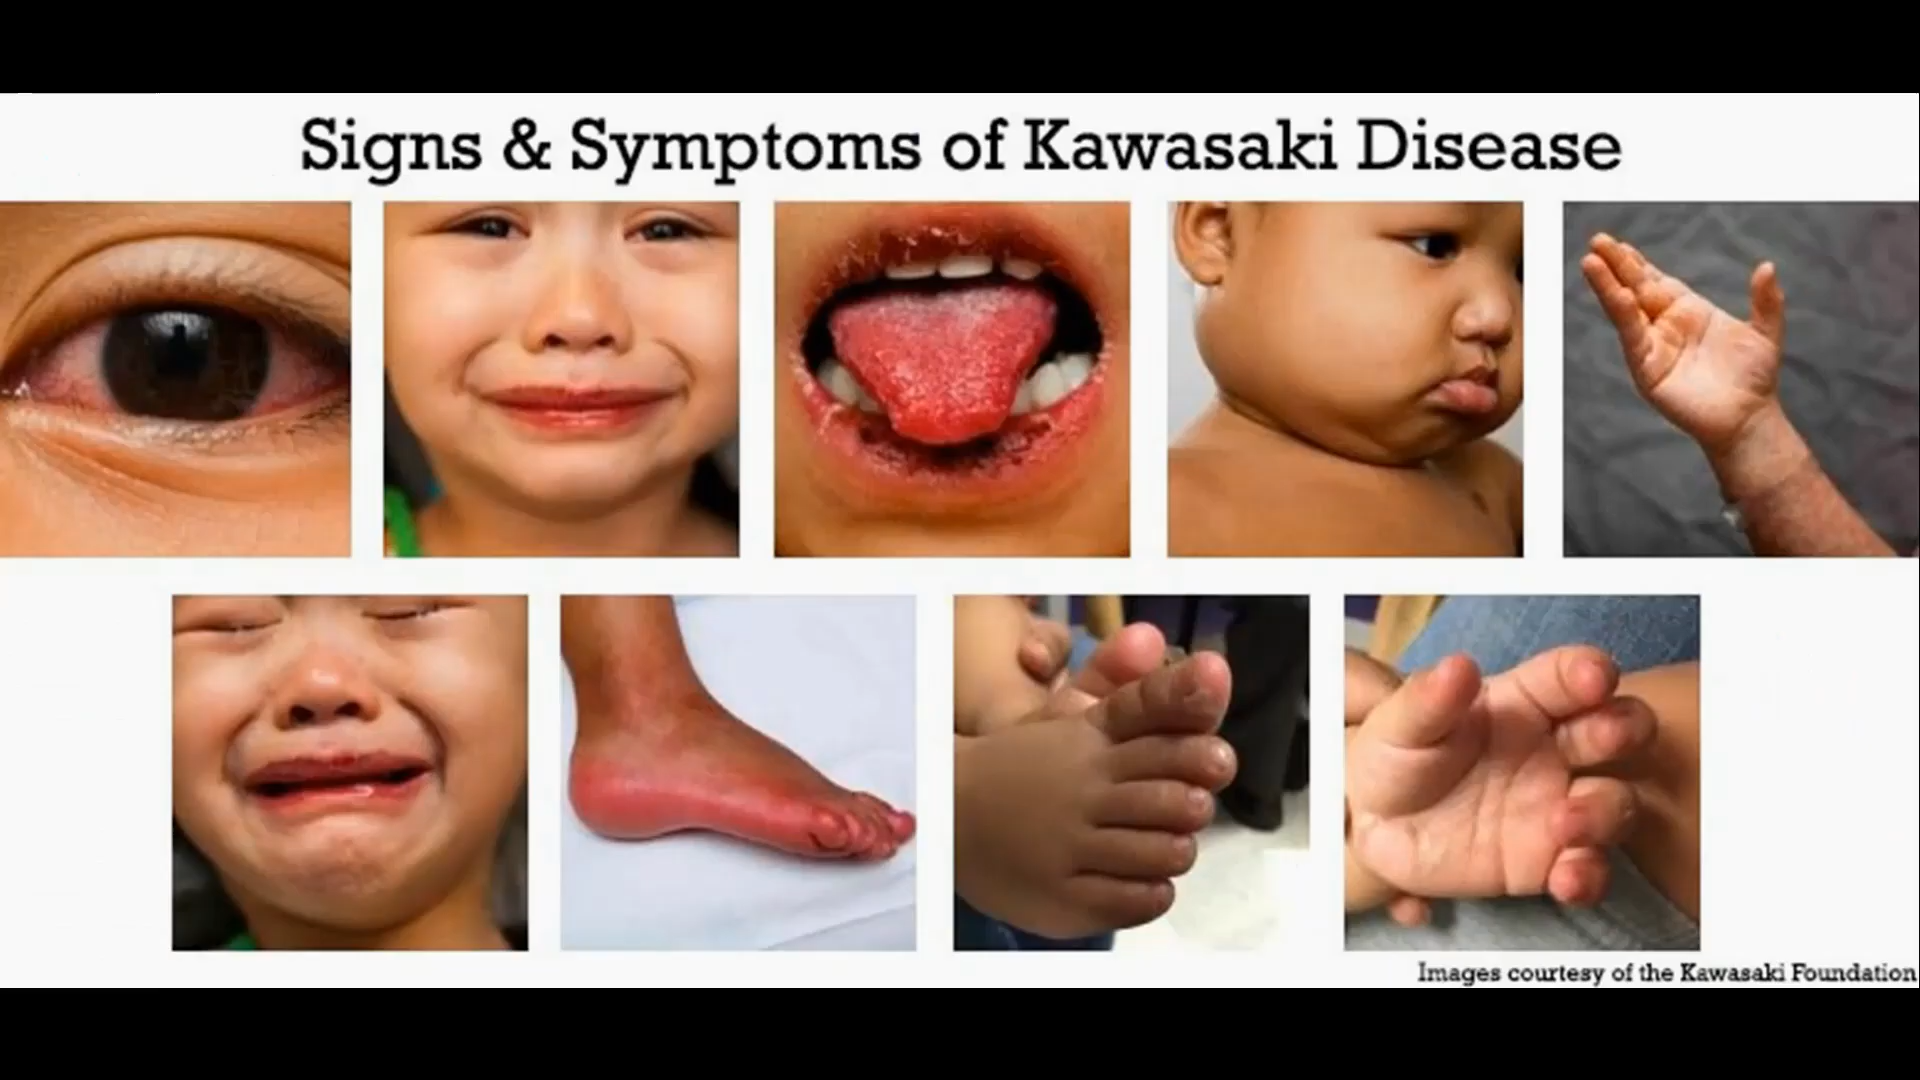 Signs & Symptoms of Kawasaki Disease
Images courtesy of the Kawasaki Foundation